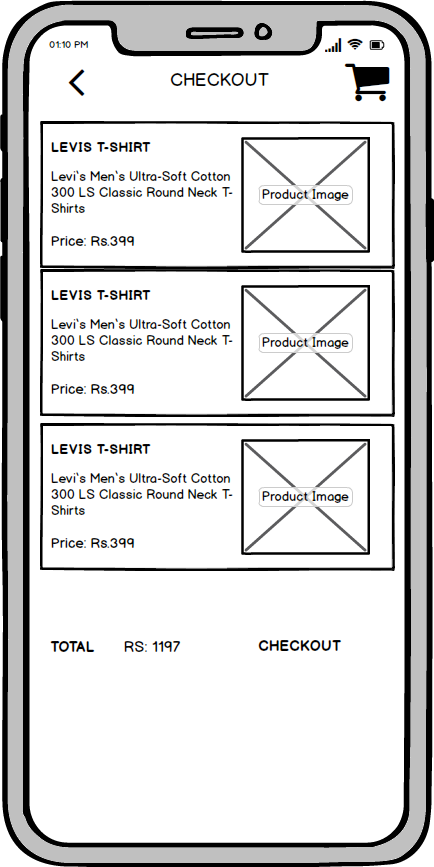 01:10 PM
CHECKOUT
LEVIS T-SHIRT
Levi`s Men`s Ultra-Soft Cotton
300 LS Classic Round Neck T-
Shirts
Price: Rs.399
Product Image
LEVIS T-SHIRT
Levi`s Men`s Ultra-Soft Cotton
300 LS Classic Round Neck T-
Shirts
Price: Rs.399
Product Image
LEVIS T-SHIRT
Levi`s Men`s Ultra-Soft Cotton
300 LS Classic Round Neck T-
Shirts
Price: Rs.399
Product Image
TOTAL RS: 1197 CHECKOUT